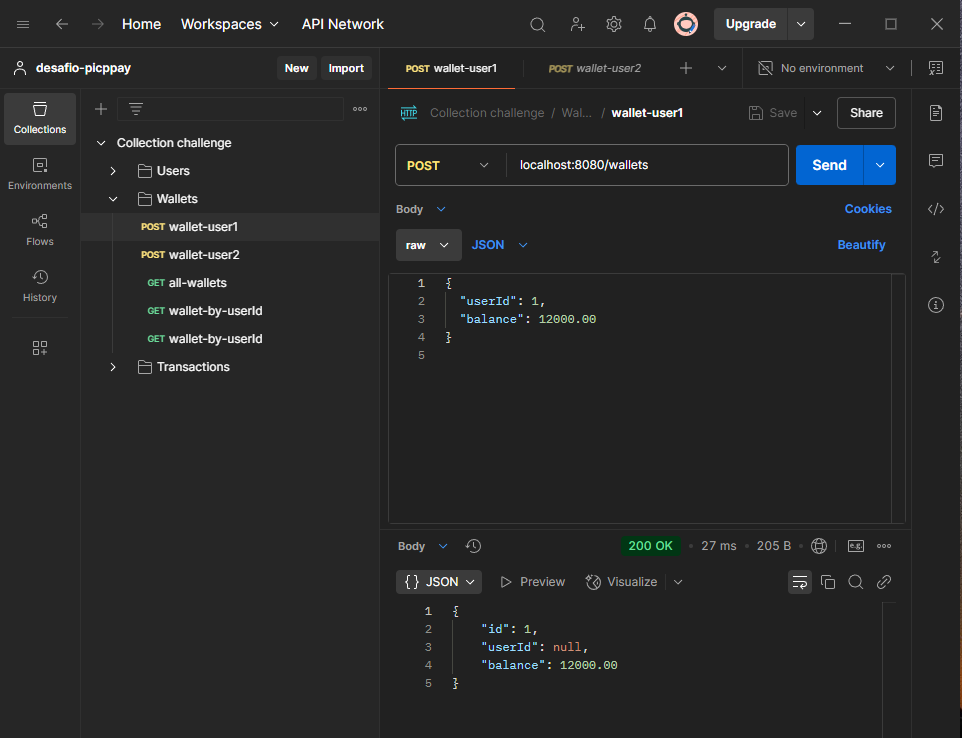 Home Workspaces API Network Upgrade
desafio-picppay New Import
POST wallet-user1 POST wallet-user2 No environment
Collections
Environments
Flows
History
Collection challenge
Users
Wallets
POST wallet-user1
POST wallet-user2
GET all-wallets
GET wallet-by-userId
GET wallet-by-userId
Transactions
HTTP Collection challenge / Wal... / wallet-user1 Save Share
POST localhost:8080/wallets Send
Body Cookies
raw JSON Beautify
1 {
2 "userId": 1,
3 "balance": 12000.00
4 }
5
Body 200 OK • 27 ms • 205 B • e.g.
{} JSON Preview Visualize
1 {
2 "id": 1,
3 "userId": null,
4 "balance": 12000.00
5 }